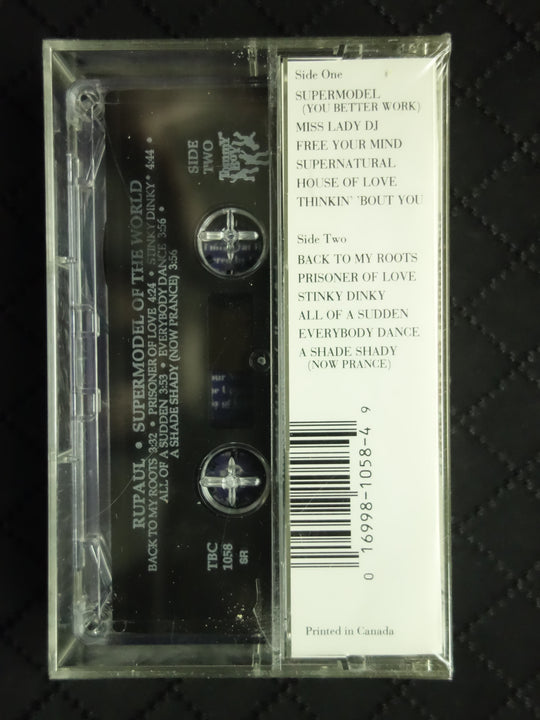 Side One
SUPERMODEL
(YOU BETTER WORK)
MISS LADY DJ
FREE YOUR MIND
SUPERNATURAL
HOUSE OF LOVE
THINKIN' 'BOUT YOU
Side Two
BACK TO MY ROOTS
PRISONER OF LOVE
STINKY DINKY
ALL OF A SUDDEN
EVERYBODY DANCE
A SHADE SHADY
(NOW PRANCE)
0 16998-1058-4 9
Printed in Canada
RUPAUL • SUPERMODEL OF THE WORLD
BACK TO MY ROOTS 3:32 • PRISONER OF LOVE 4:24 • STINKY DINKY 4:44 •
ALL OF A SUDDEN 3:53 • EVERYBODY DANCE 3:56 •
A SHADE SHADY (NOW PRANCE) 3:56
SIDE
TWO
Tommy
Boy
TBC
1058
SR